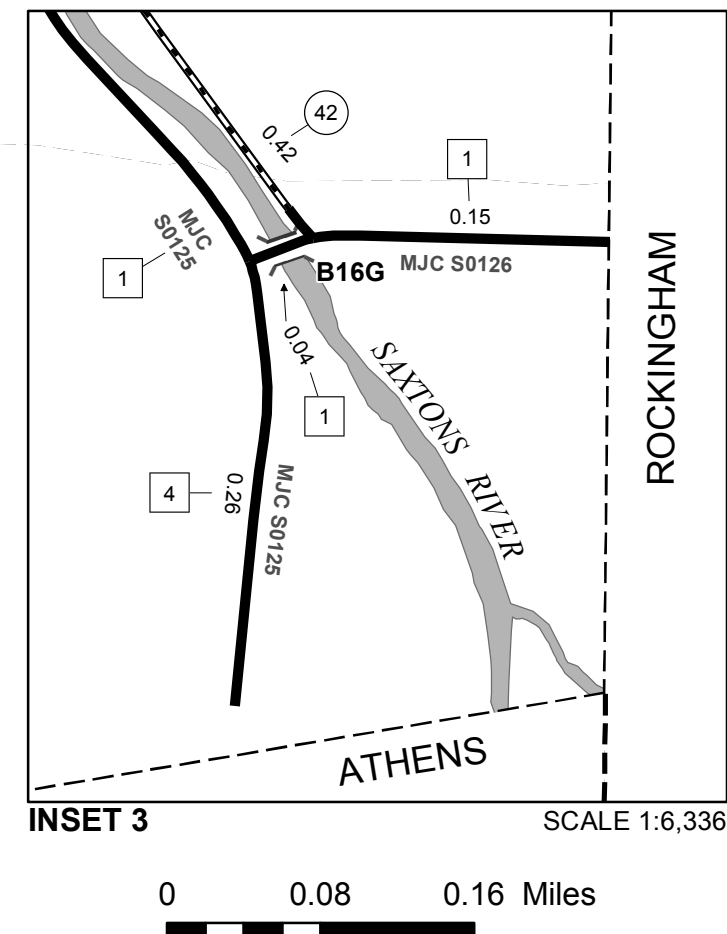 42
0.42
1
0.15
MJC
S0125
1
B16G
MJC S0126
ROCKINGHAM
0.04
1
SAXTONS RIVER
4
0.26
MJC S0125
ATHENS
INSET 3
SCALE 1:6,336
0 0.08 0.16 Miles